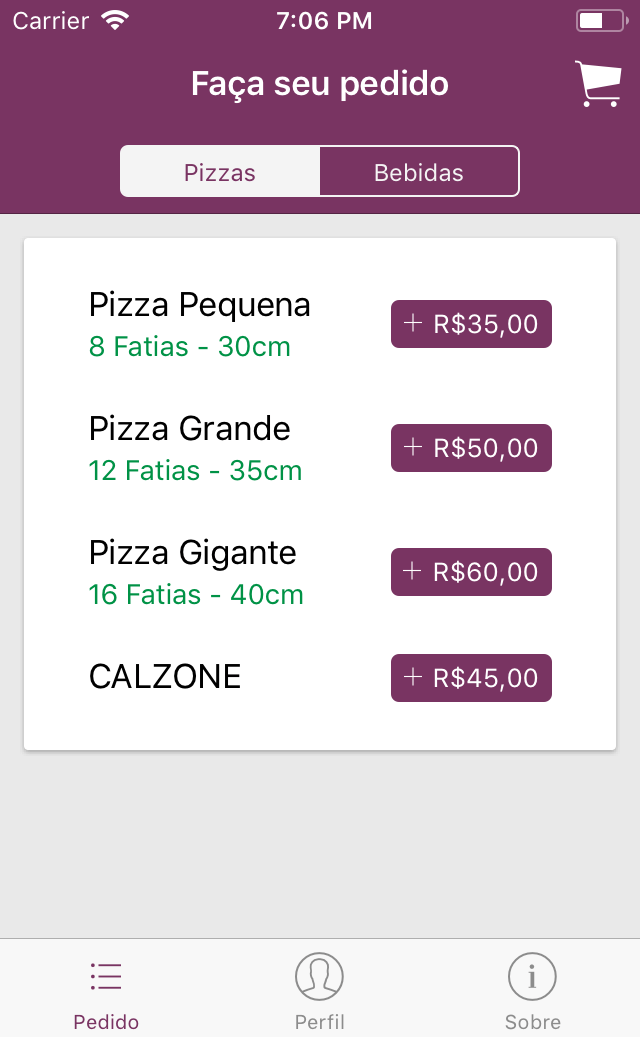 Carrier 7:06 PM
Faça seu pedido
Pizzas Bebidas
Pizza Pequena
8 Fatias - 30cm
+ R$35,00
Pizza Grande
12 Fatias - 35cm
+ R$50,00
Pizza Gigante
16 Fatias - 40cm
+ R$60,00
CALZONE
+ R$45,00
Pedido Perfil Sobre